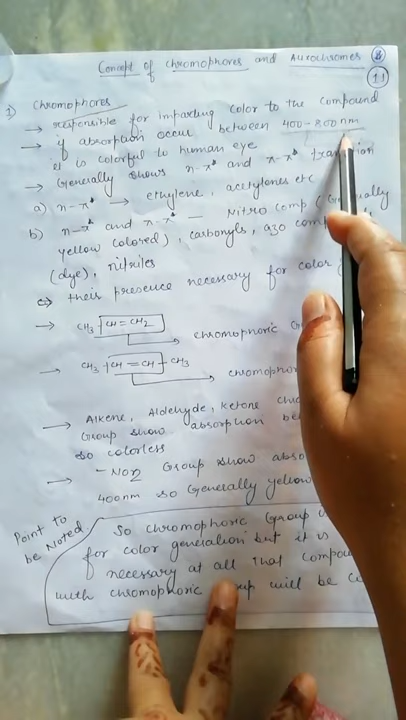 Concept of Chromophores and Auxochromes 8
11
1) Chromophores
→ responsible for imparting color to the compound
→ if absorption occur between 400-800nm
it is colorful to human eye
→ Generally shows π-π* and n-π* transition
a) π-π* → ethylene, acetylenes etc
b) π-π* and n-π* — Nitro comp (Generally
yellow colored), carbonyls, azo comp
(dye), nitriles
c) their presence necessary for color
→ CH3 CH=CH2
→ chromophoric
→ CH3 CH=CH CH3
→ chromophor
→ Alkene, Aldehyde, ketone
Group show absorption
so colorless
→ -NO2 Group show abso
400nm so Generally yellow
Point to
be Noted
So chromophoric Group
for color generation but it is
necessary at all that compou
with chromophoric will be